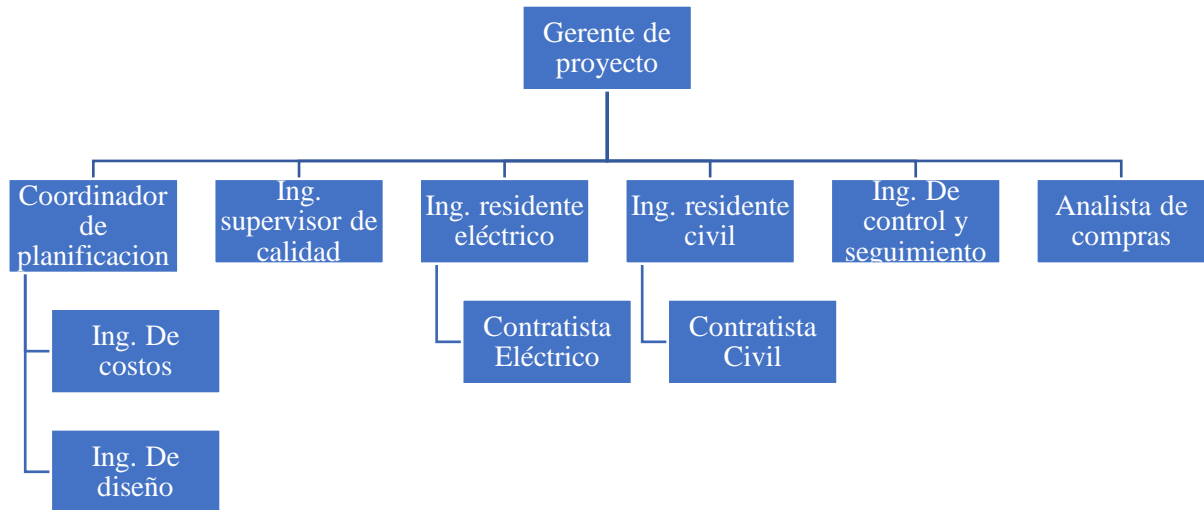 Gerente de
proyecto
Coordinador
de
planificacion
Ing.
supervisor de
calidad
Ing. residente
eléctrico
Ing. residente
civil
Ing. De
control y
seguimiento
Analista de
compras
Ing. De
costos
Ing. De
diseño
Contratista
Eléctrico
Contratista
Civil